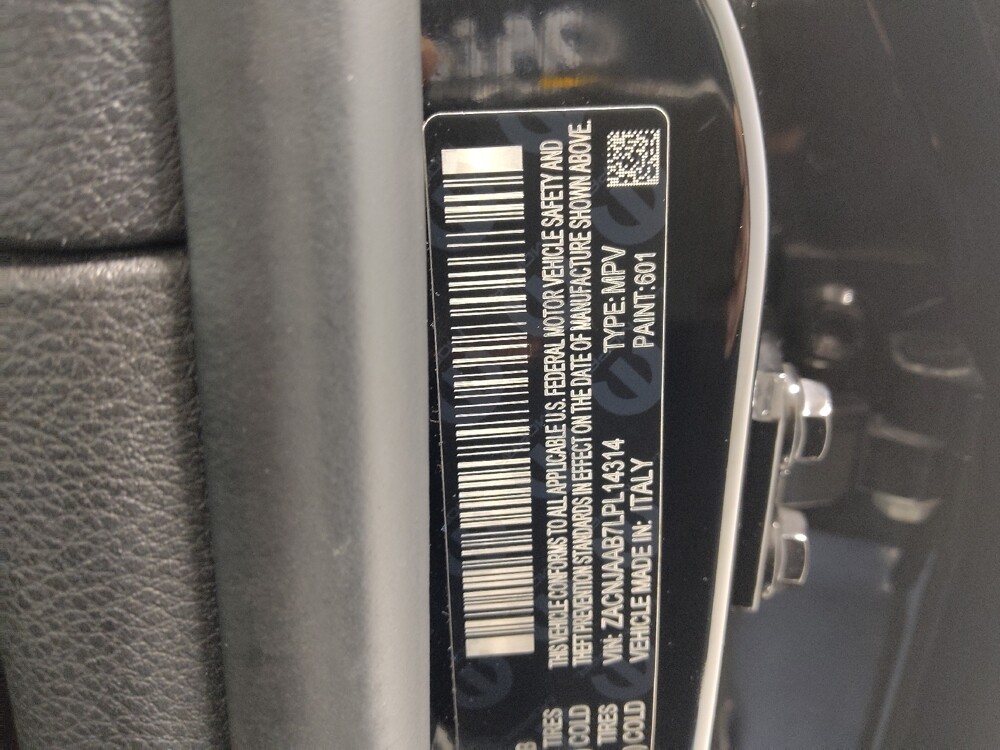 THIS VEHICLE CONFORMS TO ALL APPLICABLE U.S. FEDERAL MOTOR VEHICLE SAFETY AND
THEFT PREVENTION STANDARDS IN EFFECT ON THE DATE OF MANUFACTURE SHOWN ABOVE.
VIN: ZACNJAAB7LPL14314 TYPE: MPV
VEHICLE MADE IN: ITALY PAINT:601
TIRES
COLD
TIRES
) COLD